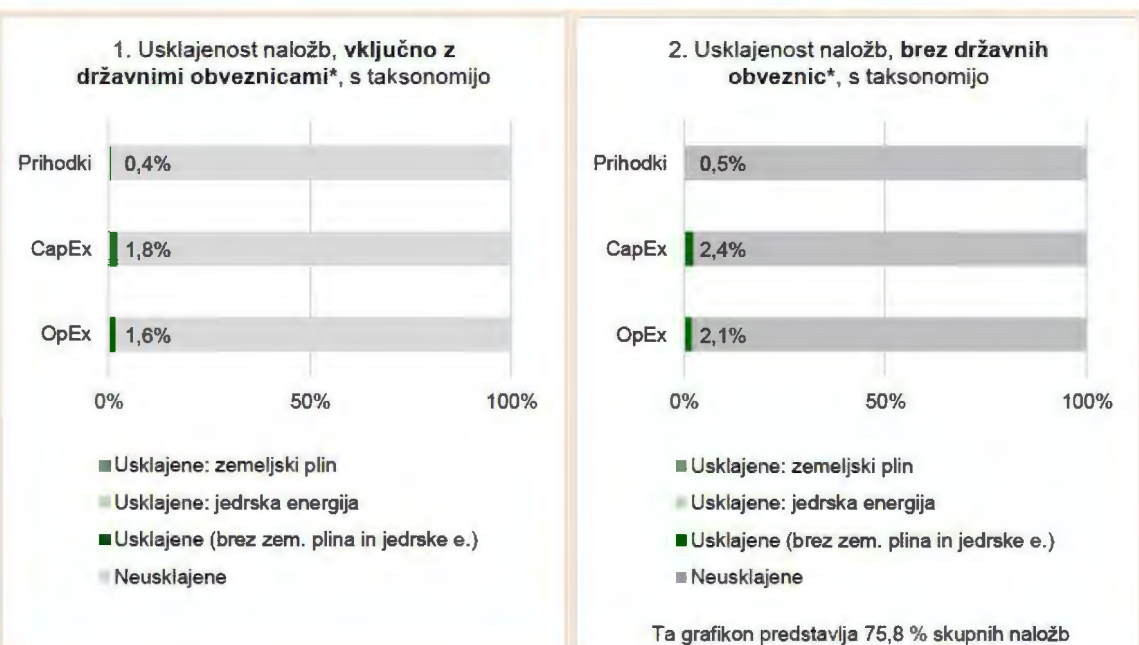 1. Usklajenost naložb, vključno z
državnimi obveznicami*, s taksonomijo
Prihodki
0,4%
CapEx
1,8%
OpEx
1,6%
0%
50%
100%
Usklajene: zemeljski plin
Usklajene: jedrska energija
Usklajene (brez zem. plina in jedrske e.)
Neusklajene
2. Usklajenost naložb, brez državnih
obveznic*, s taksonomijo
Prihodki
0,5%
CapEx
2,4%
OpEx
2,1%
0%
50%
100%
Usklajene: zemeljski plin
Usklajene: jedrska energija
Usklajene (brez zem. plina in jedrske e.)
Neusklajene
Ta grafikon predstavlja 75,8 % skupnih naložb